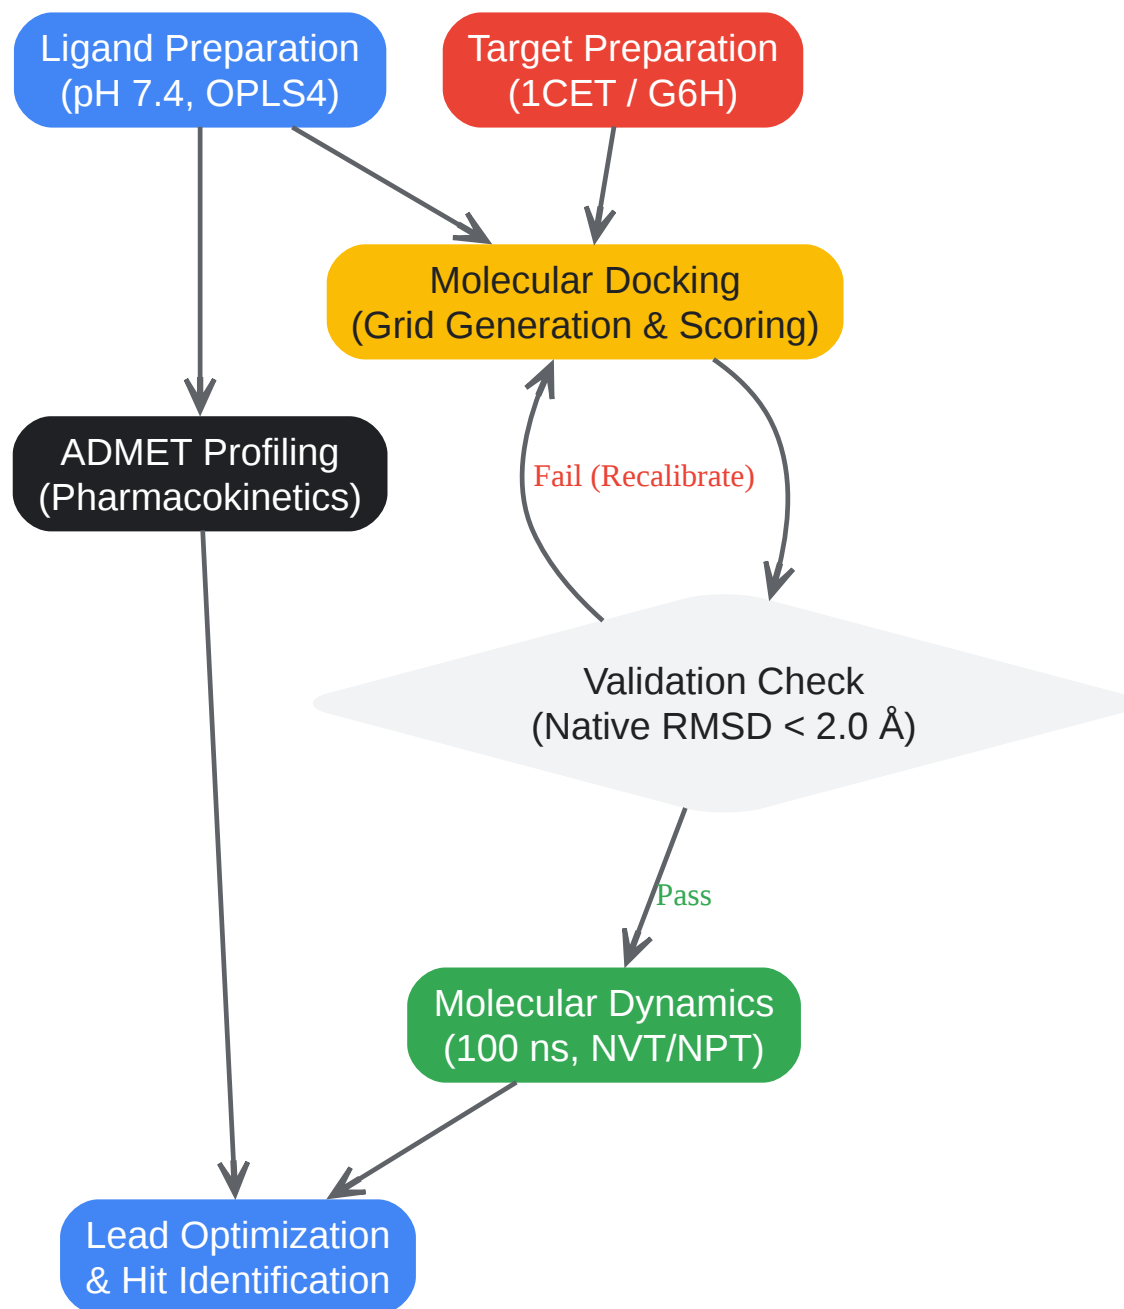 Ligand Preparation
(pH 7.4, OPLS4)
Target Preparation
(1CET / G6H)
Molecular Docking
(Grid Generation & Scoring)
ADMET Profiling
(Pharmacokinetics)
Fail (Recalibrate)
Validation Check
(Native RMSD < 2.0 Å)
Pass
Molecular Dynamics
(100 ns, NVT/NPT)
Lead Optimization
& Hit Identification